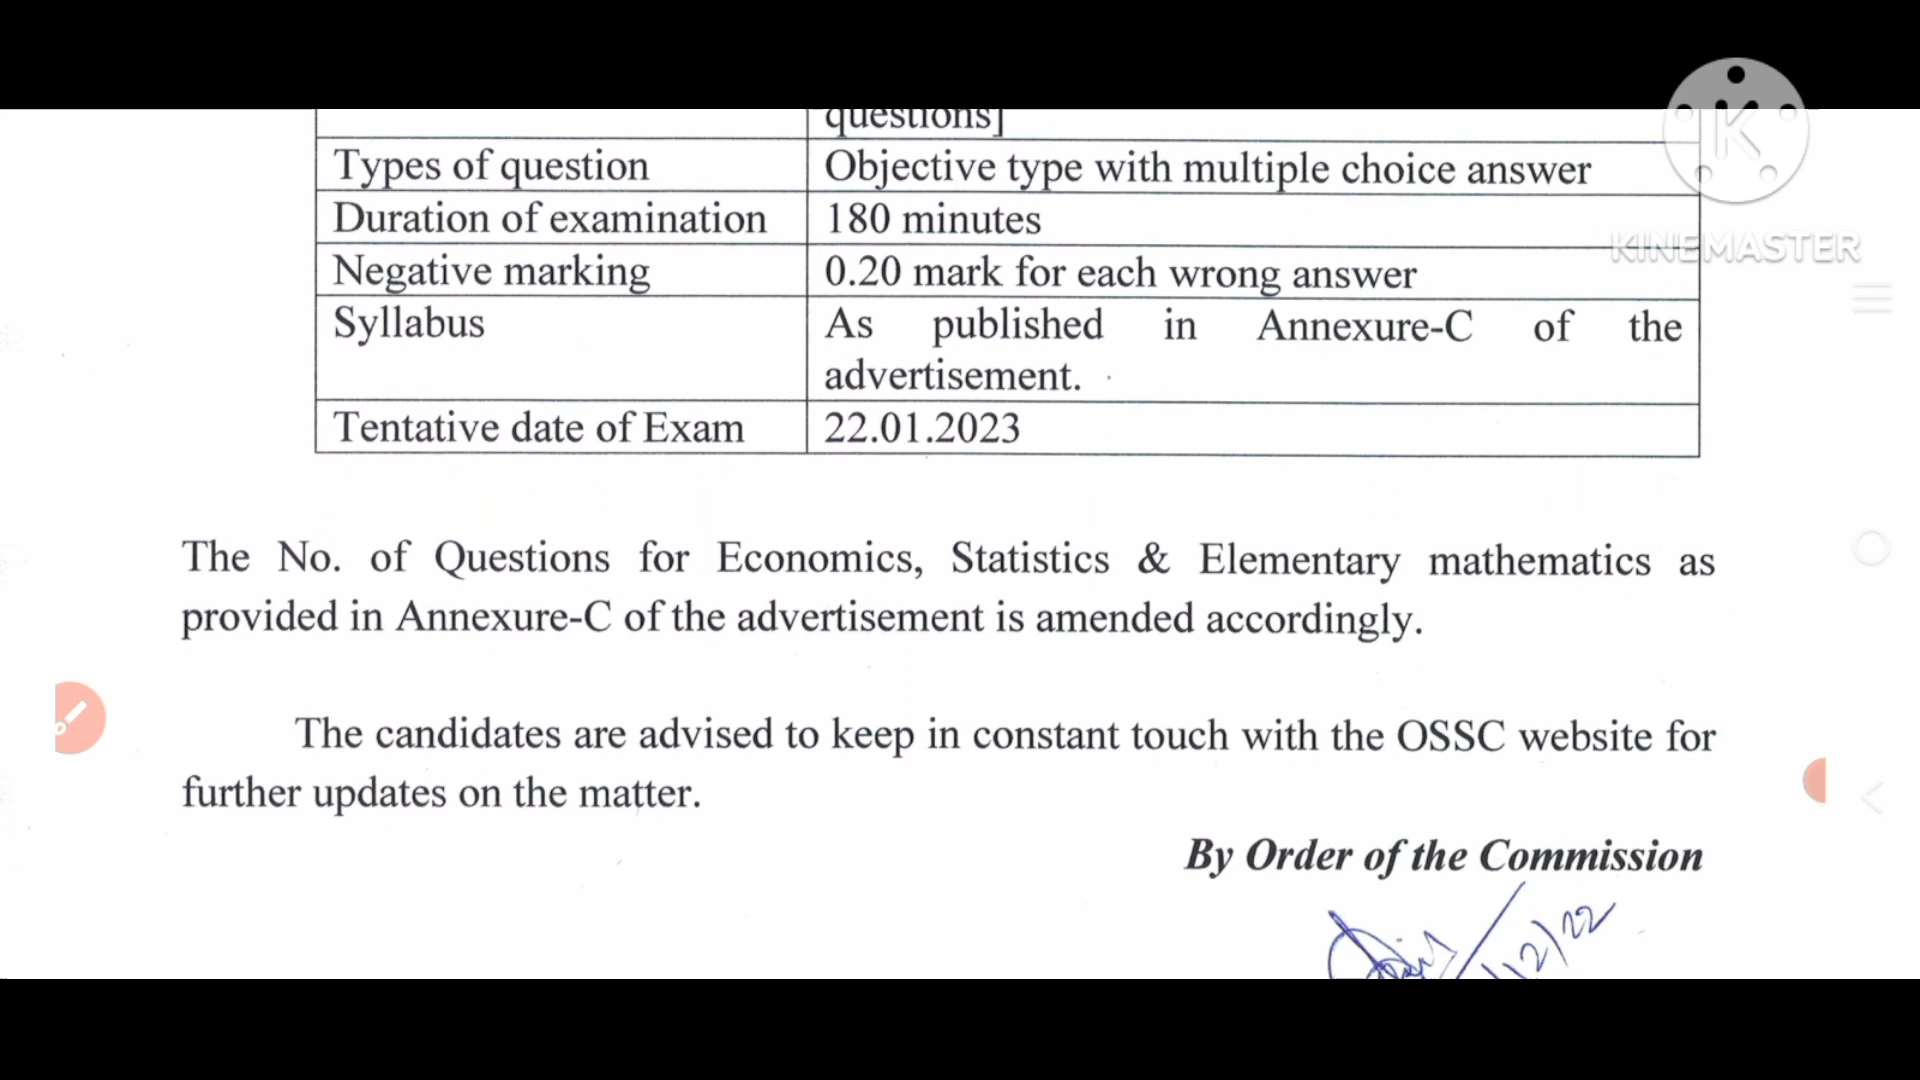 questions]
Types of question Objective type with multiple choice answer
Duration of examination 180 minutes
Negative marking 0.20 mark for each wrong answer
Syllabus As published in Annexure-C of the
advertisement.
Tentative date of Exam 22.01.2023
K
KINEMASTER
The No. of Questions for Economics, Statistics & Elementary mathematics as
provided in Annexure-C of the advertisement is amended accordingly.
The candidates are advised to keep in constant touch with the OSSC website for
further updates on the matter.
By Order of the Commission
/12/22